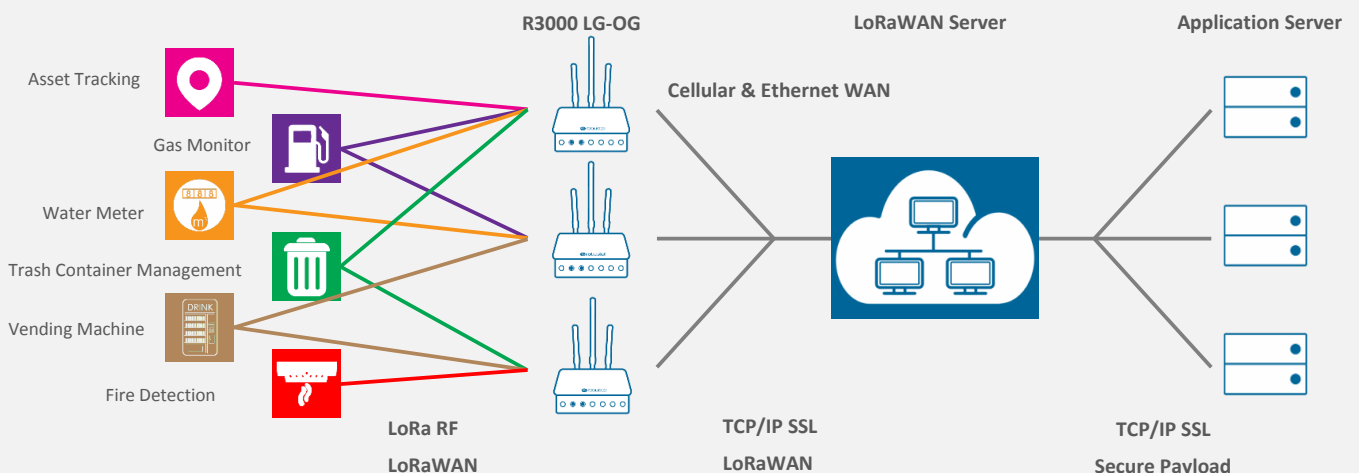 R3000 LG-OG
LoRaWAN Server
Application Server
Asset Tracking
Cellular & Ethernet WAN
Gas Monitor
Water Meter
Trash Container Management
DRINK
Vending Machine
Fire Detection
LoRa RF
LoRaWAN
TCP/IP SSL
LoRaWAN
TCP/IP SSL
Secure Payload